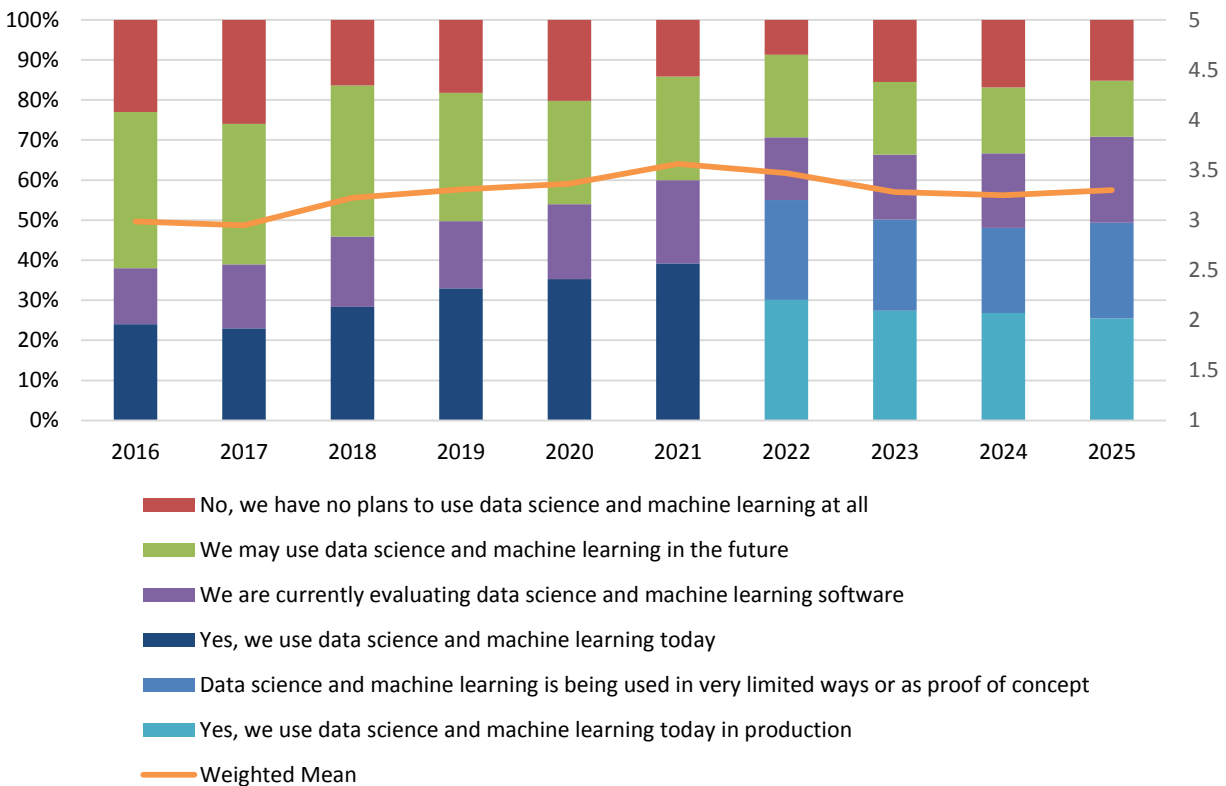 100%
90%
80%
70%
60%
50%
40%
30%
20%
10%
0%
5
4.5
4
3.5
3
2.5
2
1.5
1
2016 2017 2018 2019 2020 2021 2022 2023 2024 2025
No, we have no plans to use data science and machine learning at all
We may use data science and machine learning in the future
We are currently evaluating data science and machine learning software
Yes, we use data science and machine learning today
Data science and machine learning is being used in very limited ways or as proof of concept
Yes, we use data science and machine learning today in production
Weighted Mean